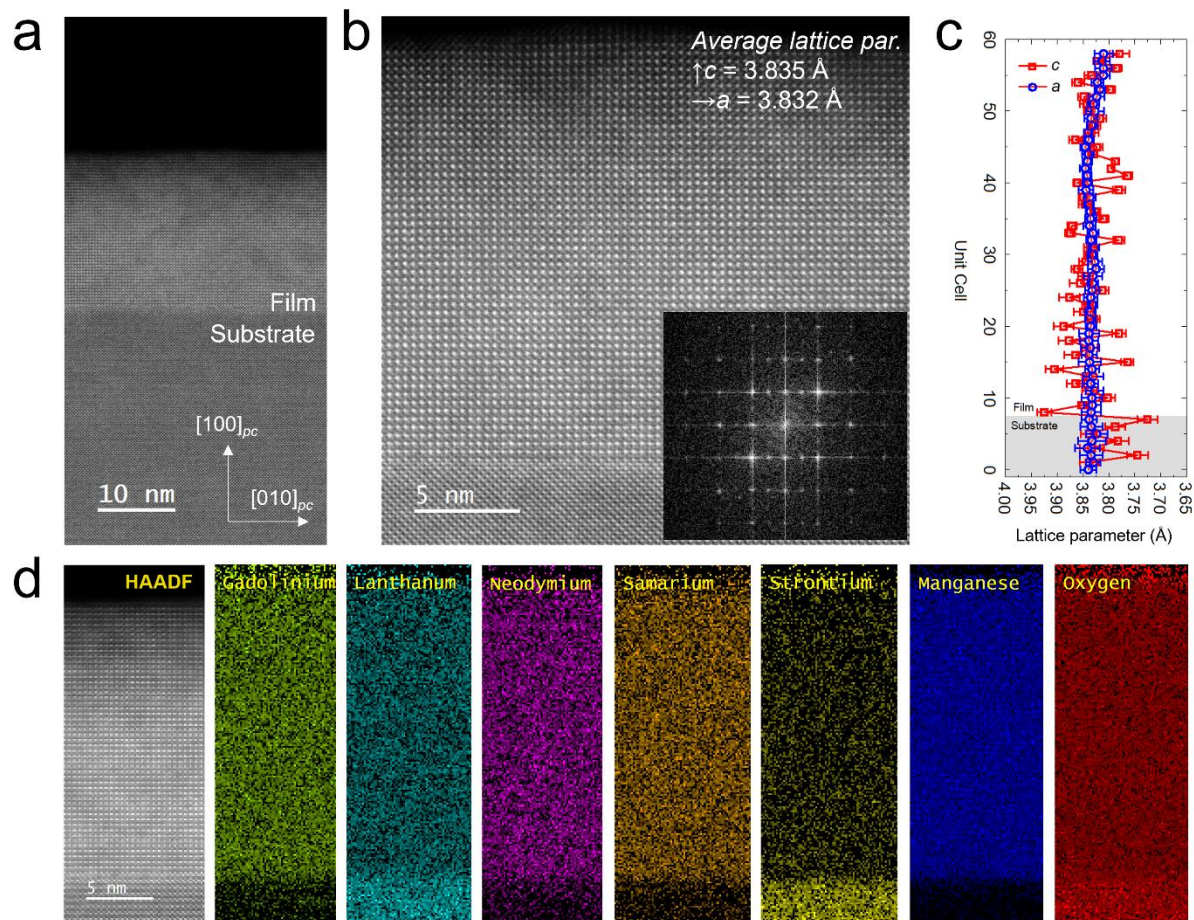 a
Film
Substrate
[100]pc
[010]pc
10 nm
b
Average lattice par.
↑c = 3.835 Å
→a = 3.832 Å
5 nm
c
c
a
60
50
40
30
20
10
0
Unit Cell
Film
Substrate
4.00 3.95 3.90 3.85 3.80 3.75 3.70 3.65
Lattice parameter (Å)
d
HAADF
5 nm
Gadolinium
Lanthanum
Neodymium
Samarium
Strontium
Manganese
Oxygen